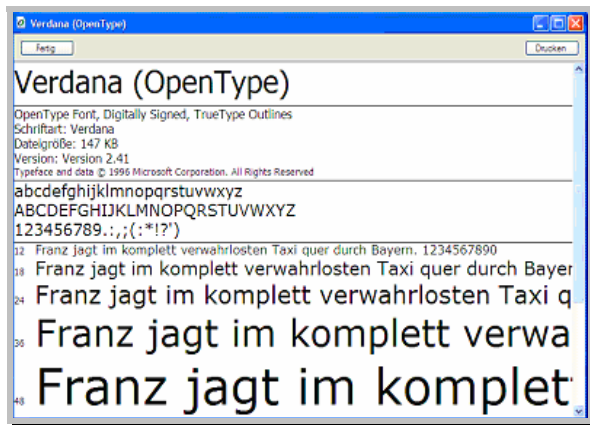 Verdana (OpenType)
Fertig
Drucken
Verdana (OpenType)
OpenType Font, Digitally Signed, TrueType Outlines
Schriftart: Verdana
Dateigröße: 147 KB
Version: Version 2.41
Typeface and data © 1996 Microsoft Corporation. All Rights Reserved
abcdefghijklmnopqrstuvwxyz
ABCDEFGHIJKLMNOPQRSTUVWXYZ
123456789.:,;(:*!?')
12 Franz jagt im komplett verwahrlosten Taxi quer durch Bayern. 1234567890
18 Franz jagt im komplett verwahrlosten Taxi quer durch Bayer
24 Franz jagt im komplett verwahrlosten Taxi q
36 Franz jagt im komplett verwa
48 Franz jagt im komplett